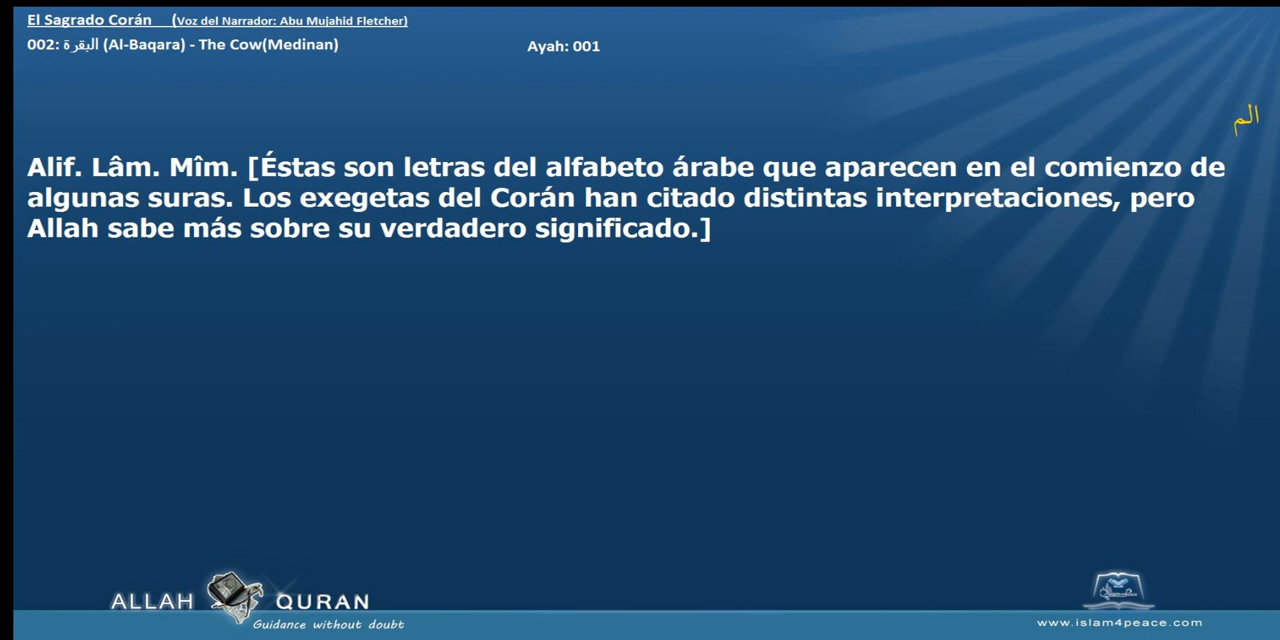 El Sagrado Corán (Voz del Narrador: Abu Mujahid Fletcher)
002: البقرة (Al-Baqara) - The Cow(Medinan) Ayah: 001
الم
Alif. Lâm. Mîm. [Éstas son letras del alfabeto árabe que aparecen en el comienzo de
algunas suras. Los exegetas del Corán han citado distintas interpretaciones, pero
Allah sabe más sobre su verdadero significado.]
ALLAH QURAN
Guidance without doubt
www.islam4peace.com